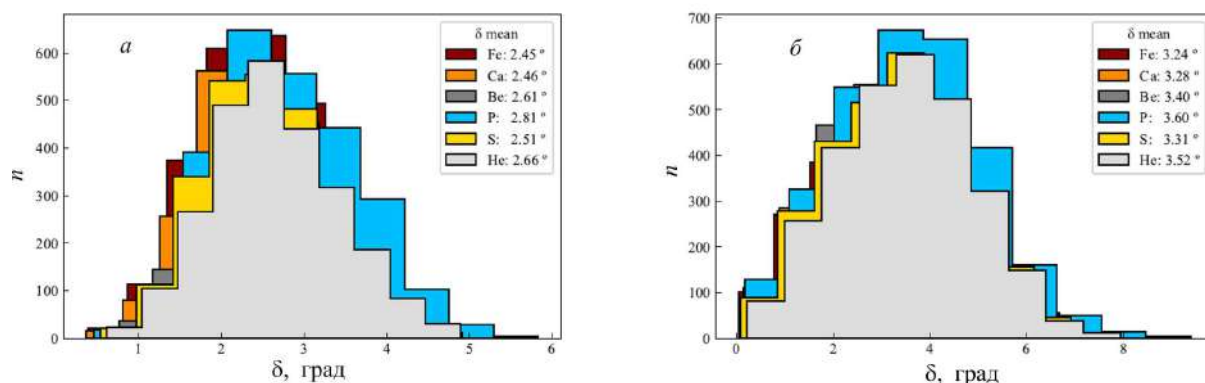 а
δ mean
Fe: 2.45 º
Ca: 2.46 º
Be: 2.61 º
P: 2.81 º
S: 2.51 º
He: 2.66 º
n
600
500
400
300
200
100
0
1 2 3 4 5 6
δ, град
б
δ mean
Fe: 3.24 º
Ca: 3.28 º
Be: 3.40 º
P: 3.60 º
S: 3.31 º
He: 3.52 º
n
700
600
500
400
300
200
100
0
0 2 4 6 8
δ, град